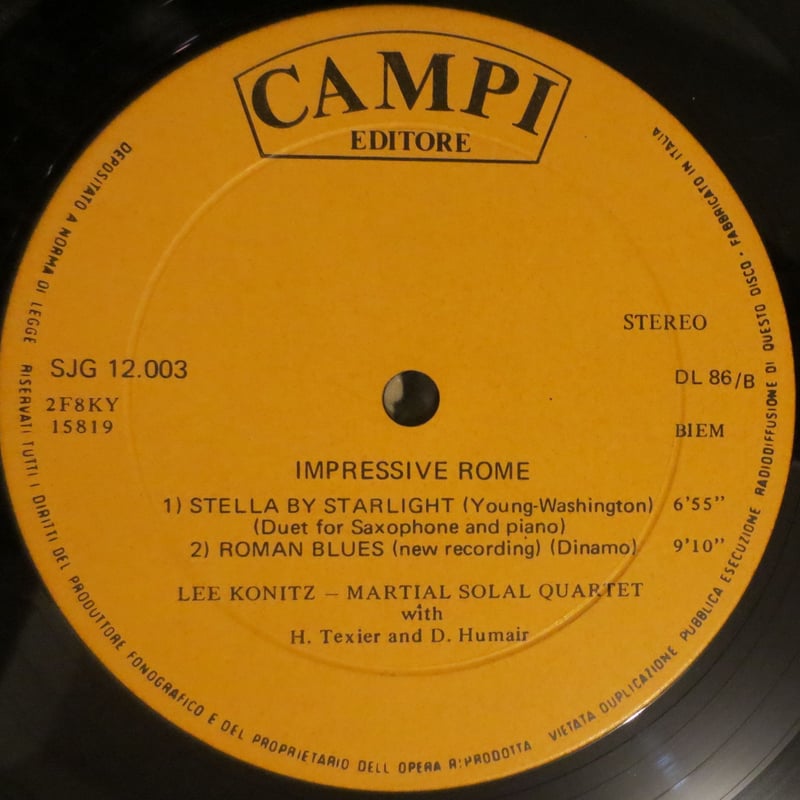 CAMPI
EDITORE
STEREO
SJG 12.003
DL 86/B
2F8KY
15819
BIEM
IMPRESSIVE ROME
1) STELLA BY STARLIGHT (Young-Washington) 6'55"
(Duet for Saxophone and piano)
2) ROMAN BLUES (new recording) (Dinamo) 9'10"
LEE KONITZ – MARTIAL SOLAL QUARTET
with
H. Texier and D. Humair
DEPOSITATO A NORMA DI LEGGE RISERVATI TUTTI I DIRITTI DEL PRODUTTORE FONOGRAFICO E DEL PROPRIETARIO DELL OPERA R:PRODOTTA VIETATA DUPLICAZIONE PUBBLICA ESECUZIONE RADIODIFFUSIONE DI QUESTO DISCO · FABBRICATO IN ITALIA